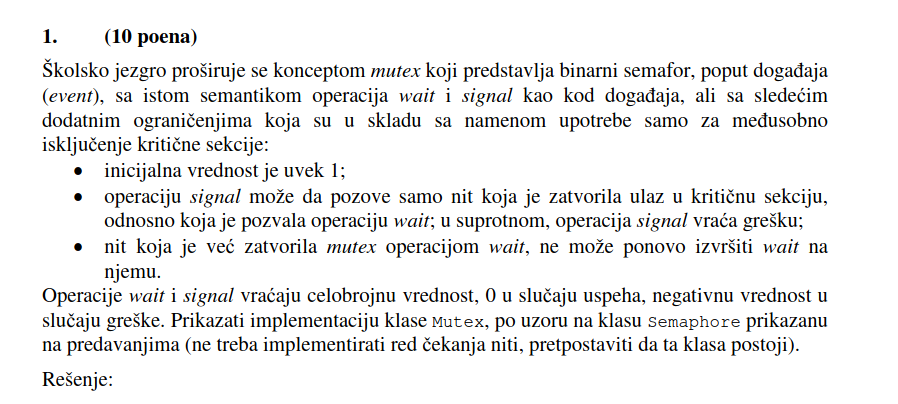 1. (10 poena)
Školsko jezgro proširuje se konceptom mutex koji predstavlja binarni semafor, poput događaja
(event), sa istom semantikom operacija wait i signal kao kod događaja, ali sa sledećim
dodatnim ograničenjima koja su u skladu sa namenom upotrebe samo za međusobno
isključenje kritične sekcije:
• inicijalna vrednost je uvek 1;
• operaciju signal može da pozove samo nit koja je zatvorila ulaz u kritičnu sekciju,
odnosno koja je pozvala operaciju wait; u suprotnom, operacija signal vraća grešku;
• nit koja je već zatvorila mutex operacijom wait, ne može ponovo izvršiti wait na
njemu.
Operacije wait i signal vraćaju celobrojnu vrednost, 0 u slučaju uspeha, negativnu vrednost u
slučaju greške. Prikazati implementaciju klase Mutex, po uzoru na klasu Semaphore prikazanu
na predavanjima (ne treba implementirati red čekanja niti, pretpostaviti da ta klasa postoji).
Rešenje: